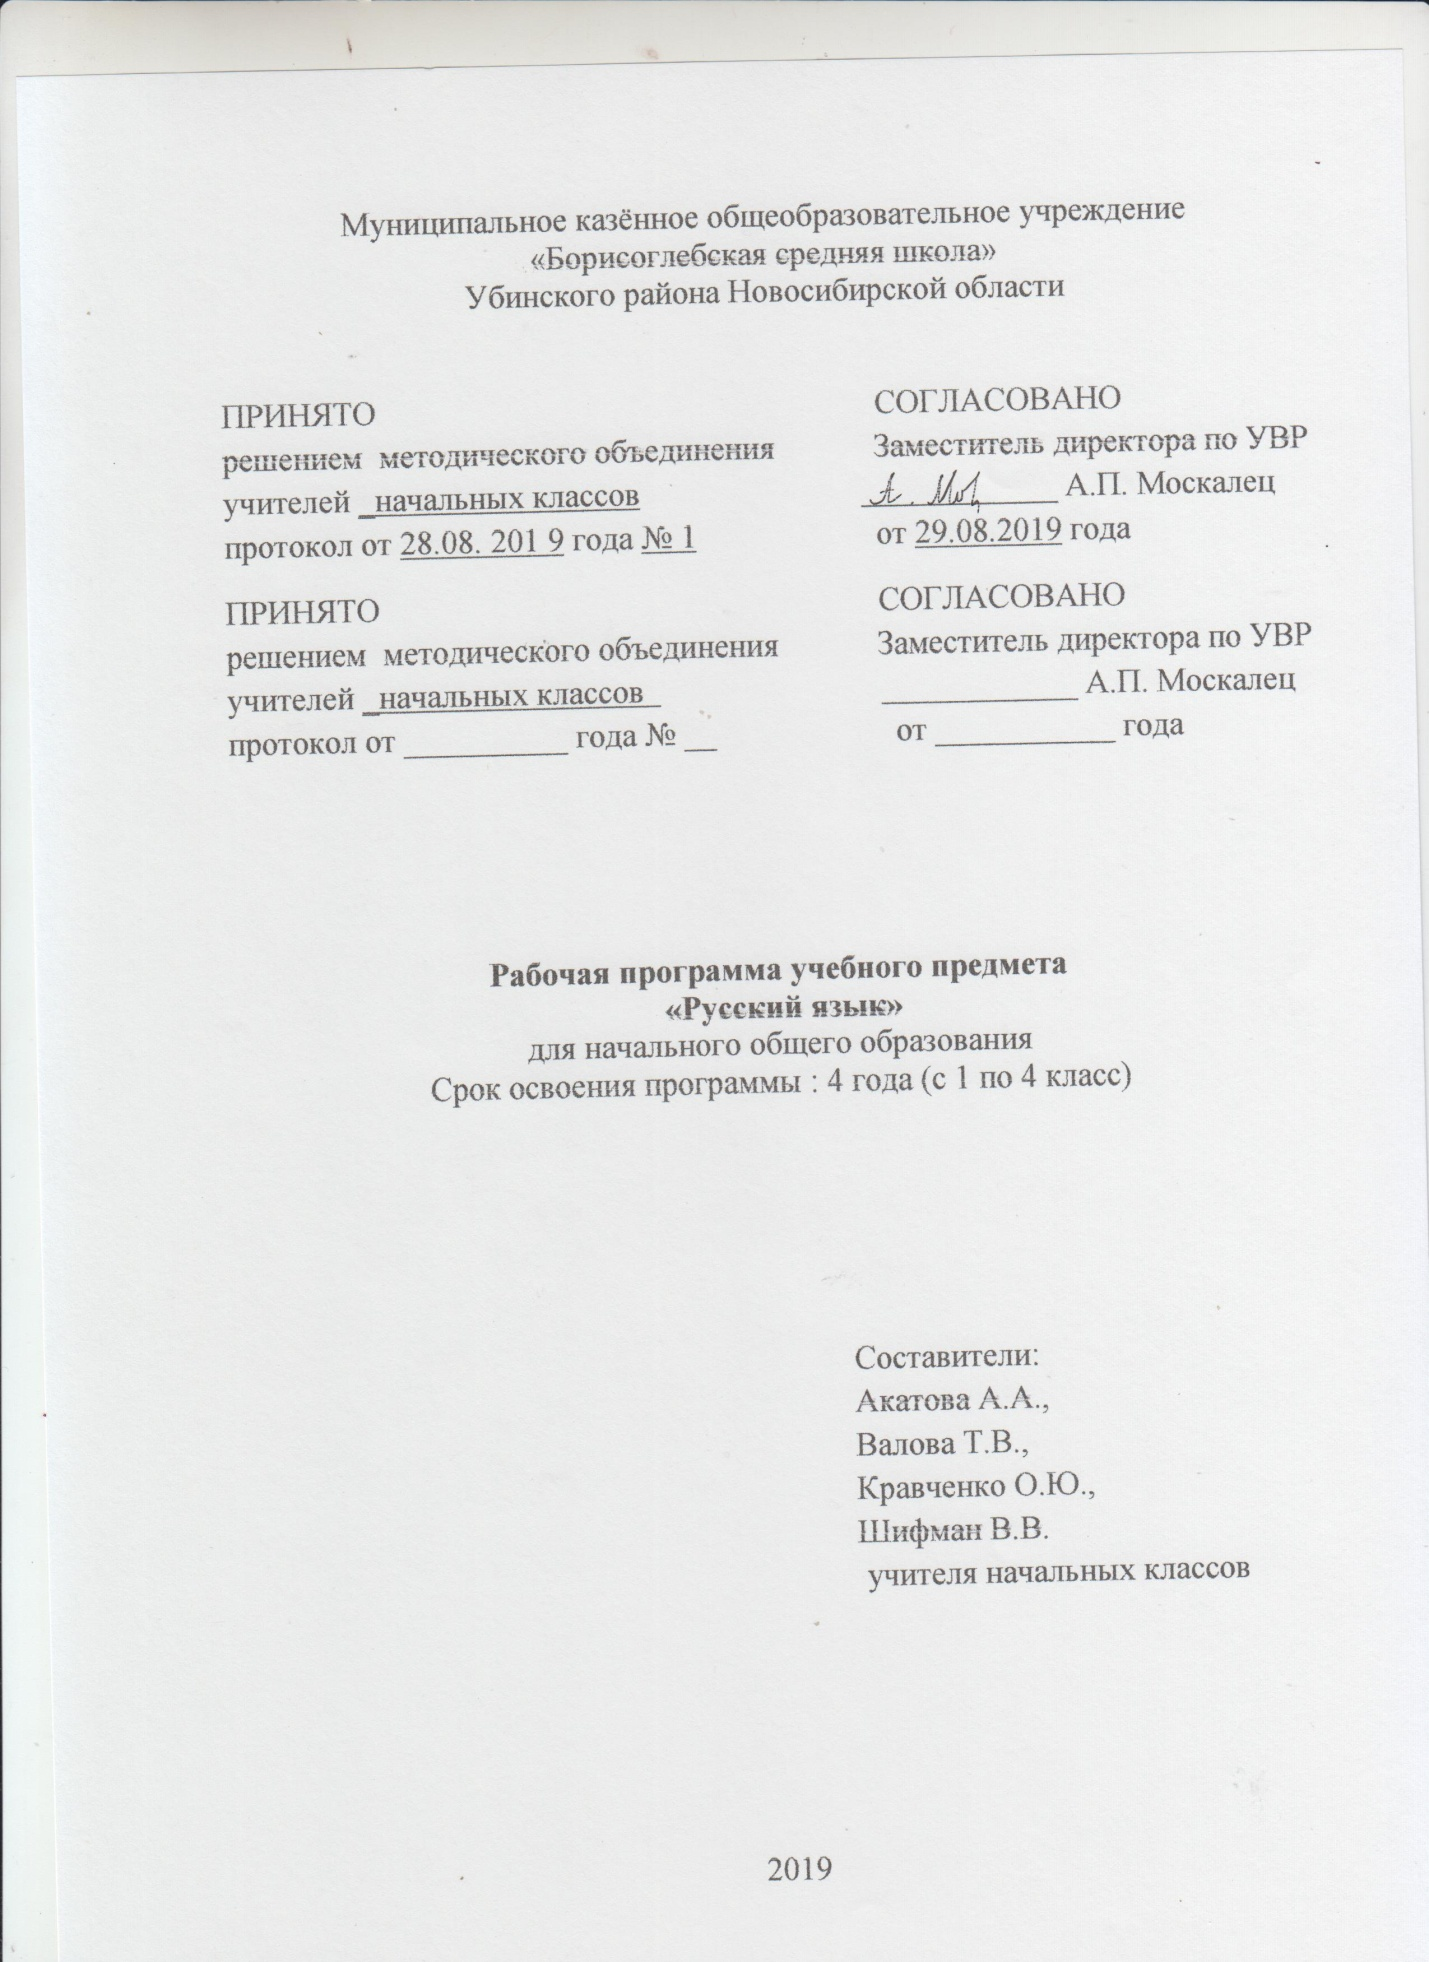 Муниципальное казённое общеобразовательное учреждение
«Борисоглебская средняя школа»
Убинского района Новосибирской области
ПРИНЯТО
решением методического объединения
учителей _начальных классов
протокол от 28.08. 201 9 года № 1
СОГЛАСОВАНО
Заместитель директора по УВР
А.П. Москалец
от 29.08.2019 года
ПРИНЯТО
решением методического объединения
учителей _начальных классов_
протокол от ___________ года № __
СОГЛАСОВАНО
Заместитель директора по УВР
_____________ А.П. Москалец
от ____________ года
Рабочая программа учебного предмета
«Русский язык»
для начального общего образования
Срок освоения программы : 4 года (с 1 по 4 класс)
Составители:
Акатова А.А.,
Валова Т.В.,
Кравченко О.Ю.,
Шифман В.В.
учителя начальных классов
2019